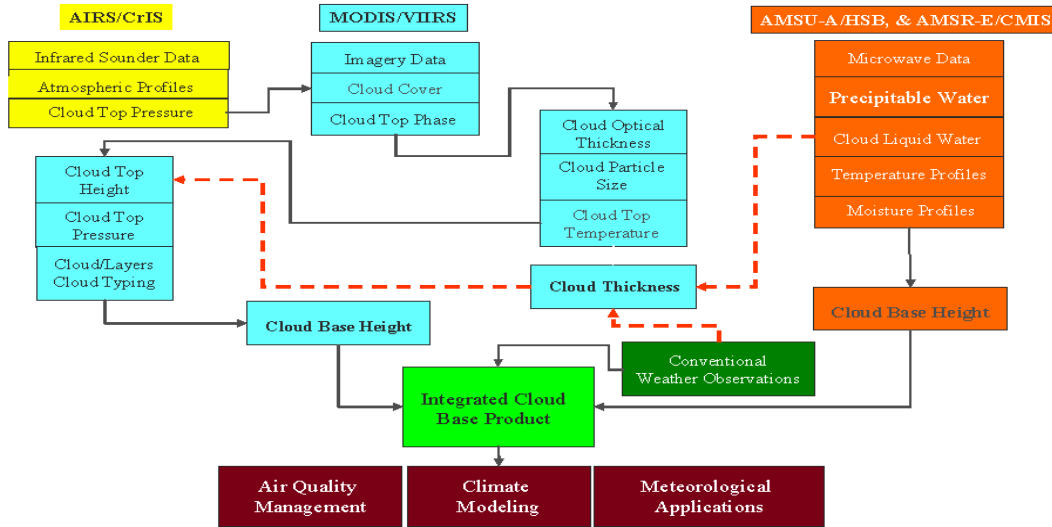 AIRS/CrIS
MODIS/VIIRS
AMSU-A/HSB, & AMSR-E/CMIS
Infrared Sounder Data
Atmospheric Profiles
Cloud Top Pressure
Imagery Data
Cloud Cover
Cloud Top Phase
Cloud Optical
Thickness
Cloud Particle
Size
Cloud Top
Temperature
Microwave Data
Precipitable Water
Cloud Liquid Water
Temperature Profiles
Moisture Profiles
Cloud Top
Height
Cloud Top
Pressure
Cloud/Layers
Cloud Typing
Cloud Thickness
Cloud Base Height
Cloud Base Height
Conventional
Weather Observations
Integrated Cloud
Base Product
Air Quality
Management
Climate
Modeling
Meteorological
Applications